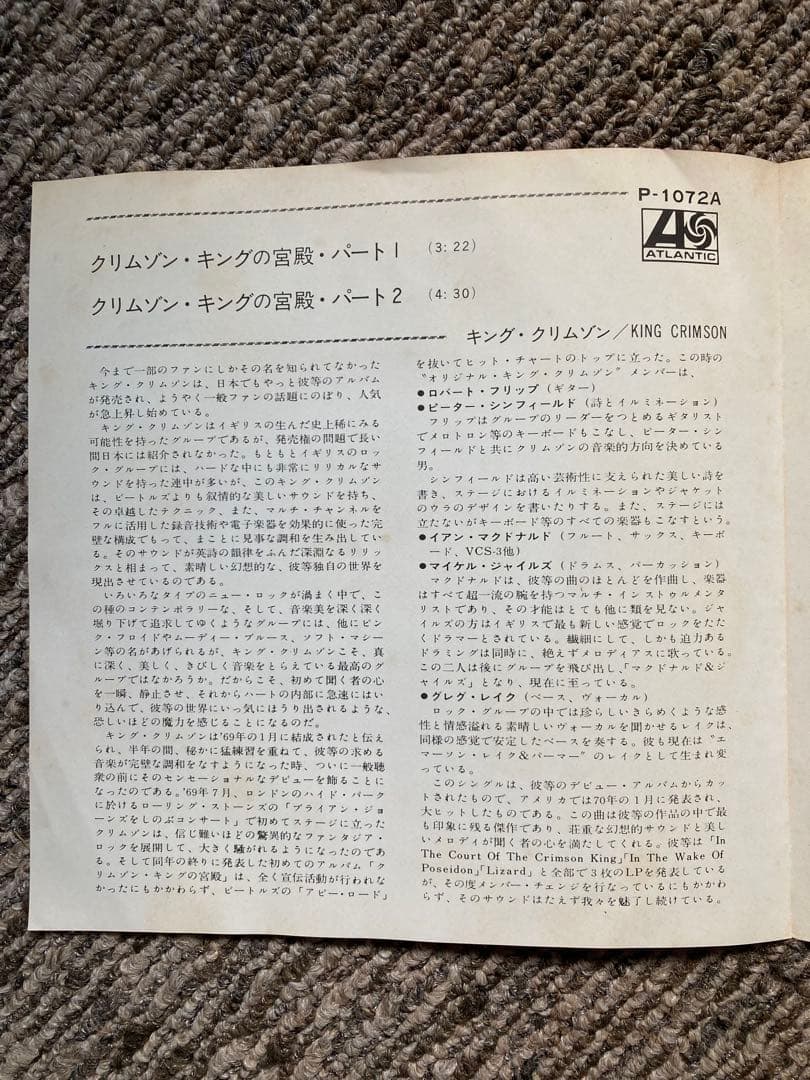 P-1072A
ATLANTIC
クリムゾン・キングの宮殿・パート1 (3:22)
クリムゾン・キングの宮殿・パート2 (4:30)
キング・クリムゾン/KING CRIMSON
今まで一部のファンにしかその名を知られてなかった
キング・クリムゾンは、日本でもやっと彼等のアルバム
が発売され、ようやく一般ファンの話題にのぼり、人気
が急上昇し始めている。
キング・クリムゾンはイギリスの生んだ史上稀にみる
可能性を持ったグループであるが、発売権の問題で長い
間日本には紹介されなかった。もともとイギリスのロッ
ク・グループには、ハードな中にも非常にリリカルなサ
ウンドを持った連中が多いが、このキング・クリムゾン
は、ビートルズよりも叙情的な美しいサウンドを持ち、
その卓越したテクニック、また、マルチ・チャンネルを
フルに活用した録音技術や電子楽器を効果的に使った完
璧な構成でもって、まことに見事な調和を生み出してい
る。そのサウンドが英詩の韻律をふんだ深淵なるリリッ
クスと相まって、素晴しい幻想的な、彼等独自の世界を
現出させているのである。
いろいろなタイプのニュー・ロックが渦まく中で、こ
の種のコンテンポラリーな、そして、音楽美を深く深く
堀り下げて追求してゆくようなグループには、他にピン
ク・フロイドやムーディー・ブルース、ソフト・マシー
ン等の名があげられるが、キング・クリムゾンこそ、真
に深く、美しく、きびしく音楽をとらえている最高のグ
ループではなかろうか。だからこそ、初めて聞く者の心
を一瞬、静止させ、それからハートの内部に急速にはい
り込んで、彼等の世界にいっ気にほうり出されるような、
恐しいほどの魔力を感じることになるのだ。
キング・クリムゾンは'69年の1月に結成されたと伝え
られ、半年の間、秘かに猛練習を重ねて、彼等の求める
音楽が完璧な調和をなすようになった時、ついに一般聴
衆の前にそのセンセーショナルなデビューを飾ることに
なったのである。'69年7月、ロンドンのハイド・パーク
に於けるローリング・ストーンズの「ブライアン・ジョ
ーンズをしのぶコンサート」で初めてステージに立った
クリムゾンは、信じ難いほどの驚異的なファンタジア・
ロックを展開して、大きく騒がれるようになったのであ
る。そして同年の終りに発表した初めてのアルバム「ク
リムゾン・キングの宮殿」は、全く宣伝活動が行われな
かったにもかかわらず、ビートルズの「アビー・ロード」
を抜いてヒット・チャートのトップに立った。この時の
"オリジナル・キング・クリムゾン"メンバーは、
●ロバート・フリップ(ギター)
●ピーター・シンフィールド(詩とイルミネーション)
フリップはグループのリーダーをつとめるギタリスト
でメロトロン等のキーボードもこなし、ピーター・シン
フィールドと共にクリムゾンの音楽的方向を決めている
男。
シンフィールドは高い芸術性に支えられた美しい詩を
書き、ステージにおけるイルミネーションやジャケット
のウラのデザインを書いたりする。また、ステージには
立たないがキーボード等のすべての楽器もこなすという。
●イアン・マクドナルド(フルート、サックス、キーボ
ード、VCS-3他)
●マイケル・ジャイルズ(ドラムス、パーカッション)
マクドナルドは、彼等の曲のほとんどを作曲し、楽器
はすべて超一流の腕を持つマルチ・インストゥルメンタ
リストであり、その才能はとても他に類を見ない。ジャ
イルズの方はイギリスで最も新しい感覚でロックをたた
くドラマーとされている。繊細にして、しかも迫力ある
ドラミングは同時に、絶えずメロディアスに歌っている。
この二人は後にグループを飛び出し、「マクドナルド&ジ
ャイルズ」となり、現在に至っている。
●グレグ・レイク(ベース、ヴォーカル)
ロック・グループの中では珍らしいきらめくような感
性と情感溢れる素晴しいヴォーカルを聞かせるレイクは、
同様の感覚で安定したベースを奏する。彼も現在は"エ
マーソン・レイク&パーマー"のレイクとして生まれ変
っている。
このシングルは、彼等のデビュー・アルバムからカッ
トされたもので、アメリカでは70年の1月に発表され、
大ヒットしたものである。この曲は彼等の作品の中で最
も印象に残る傑作であり、荘重な幻想的サウンドと美し
いメロディが聞く者の心を満たしてくれる。彼等は「In
The Court Of The Crimson King」「In The Wake Of
Poseidon」「Lizard」と全部で3枚のLPを発表している
が、その度メンバー・チェンジを行なっているにもかかわ
らず、そのサウンドはたえず我々を魅了し続けている。